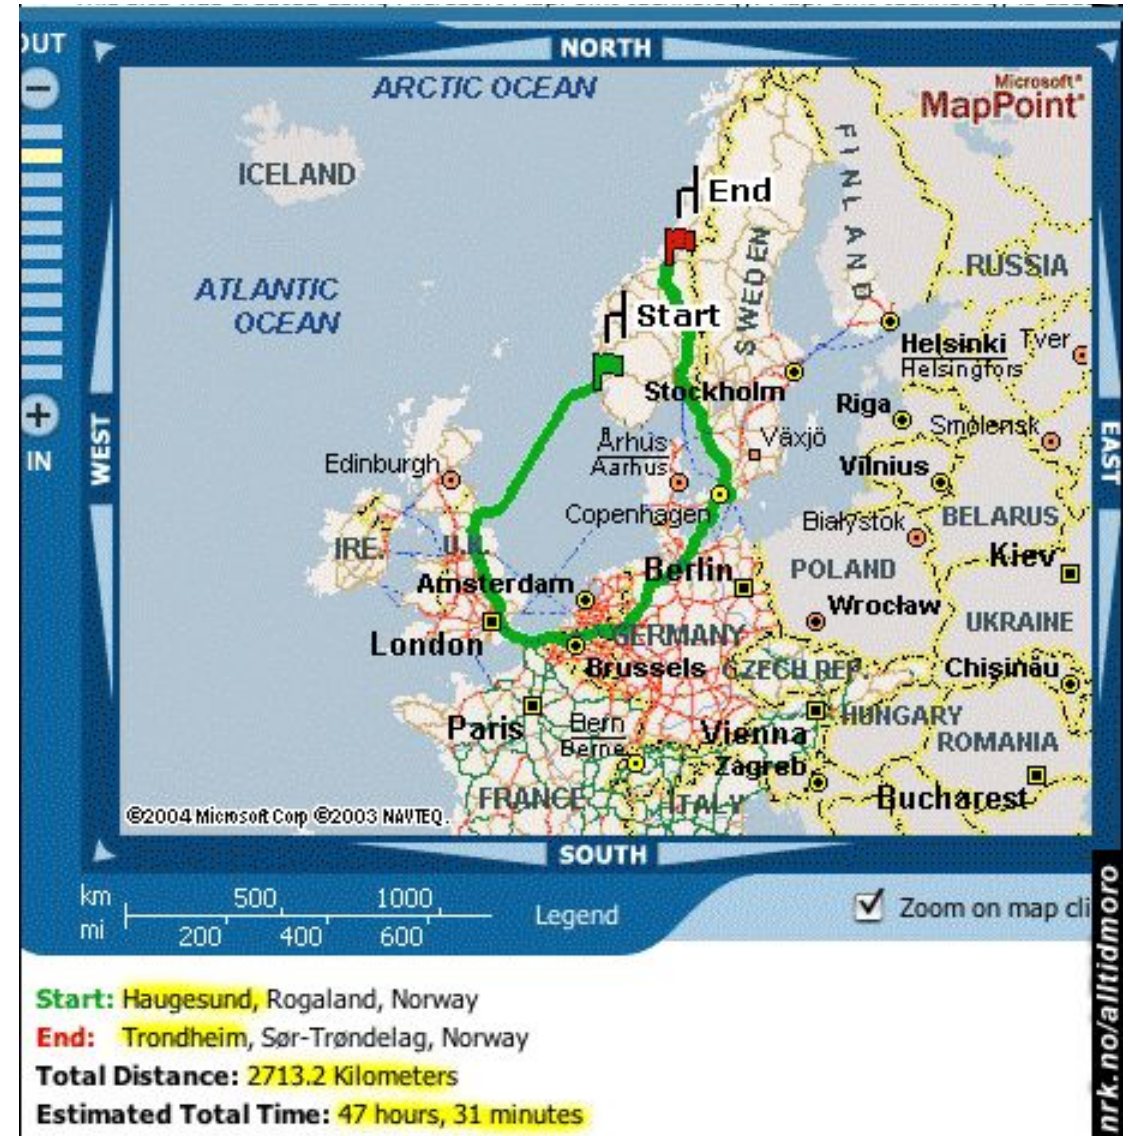 OUT
NORTH
ARCTIC OCEAN
Microsoft®
MapPoint®
ICELAND
FINLAND
End
SWEDEN
RUSSIA
ATLANTIC
OCEAN
Start
Helsinki
Helsingfors
Tver
Stockholm
Riga
Smolensk
WEST
EAST
IN
Århus
Aarhus
Växjö
Edinburgh
Vilnius
Copenhagen
Białystok
BELARUS
IRE.
U.K.
Amsterdam
Berlin
POLAND
Kiev
Wrocław
London
GERMANY
UKRAINE
Brussels
CZECH REP.
Chişinău
Paris
Bern
Berne
Vienna
HUNGARY
ROMANIA
Zagreb
FRANCE
ITALY
Bucharest
©2004 Microsoft Corp ©2003 NAVTEQ.
SOUTH
km 500 1000
mi 200 400 600
Legend
Zoom on map cli
nrk.no/alltidmoro
Start: Haugesund, Rogaland, Norway
End: Trondheim, Sør-Trøndelag, Norway
Total Distance: 2713.2 Kilometers
Estimated Total Time: 47 hours, 31 minutes